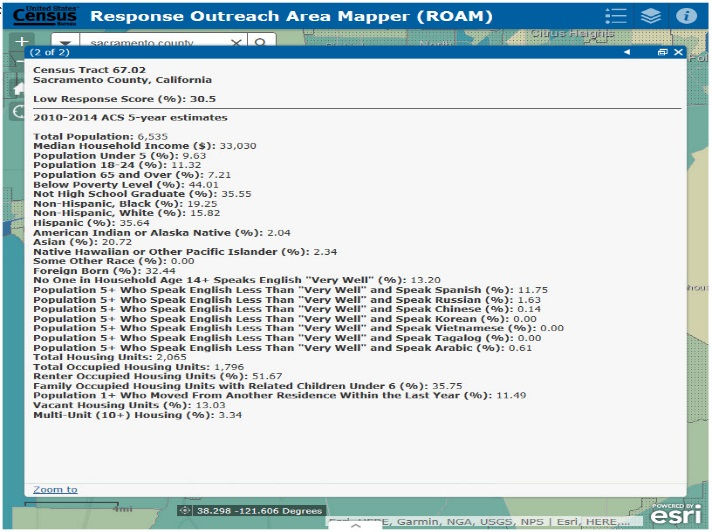 United States®
Census
Bureau
Response Outreach Area Mapper (ROAM)
sacramento county
Citrus Heights
(2 of 2)
Census Tract 67.02
Sacramento County, California
Low Response Score (%): 30.5
2010-2014 ACS 5-year estimates
Total Population: 6,535
Median Household Income ($): 33,030
Population Under 5 (%): 9.63
Population 18-24 (%): 11.32
Population 65 and Over (%): 7.21
Below Poverty Level (%): 44.01
Not High School Graduate (%): 35.55
Non-Hispanic, Black (%): 19.25
Non-Hispanic, White (%): 15.82
Hispanic (%): 35.64
American Indian or Alaska Native (%): 2.04
Asian (%): 20.72
Native Hawaiian or Other Pacific Islander (%): 2.34
Some Other Race (%): 0.00
Foreign Born (%): 32.44
No One in Household Age 14+ Speaks English "Very Well" (%): 13.20
Population 5+ Who Speak English Less Than "Very Well" and Speak Spanish (%): 11.75
Population 5+ Who Speak English Less Than "Very Well" and Speak Russian (%): 1.63
Population 5+ Who Speak English Less Than "Very Well" and Speak Chinese (%): 0.14
Population 5+ Who Speak English Less Than "Very Well" and Speak Korean (%): 0.00
Population 5+ Who Speak English Less Than "Very Well" and Speak Vietnamese (%): 0.00
Population 5+ Who Speak English Less Than "Very Well" and Speak Tagalog (%): 0.00
Population 5+ Who Speak English Less Than "Very Well" and Speak Arabic (%): 0.61
Total Housing Units: 2,065
Total Occupied Housing Units: 1,796
Renter Occupied Housing Units (%): 51.67
Family Occupied Housing Units with Related Children Under 6 (%): 35.75
Population 1+ Who Moved From Another Residence Within the Last Year (%): 11.49
Vacant Housing Units (%): 13.03
Multi-Unit (10+) Housing (%): 3.34
Zoom to
4mi
38.298 -121.606 Degrees
Esri, HERE, Garmin, NGA, USGS, NPS | Esri, HERE,...
POWERED BY
esri